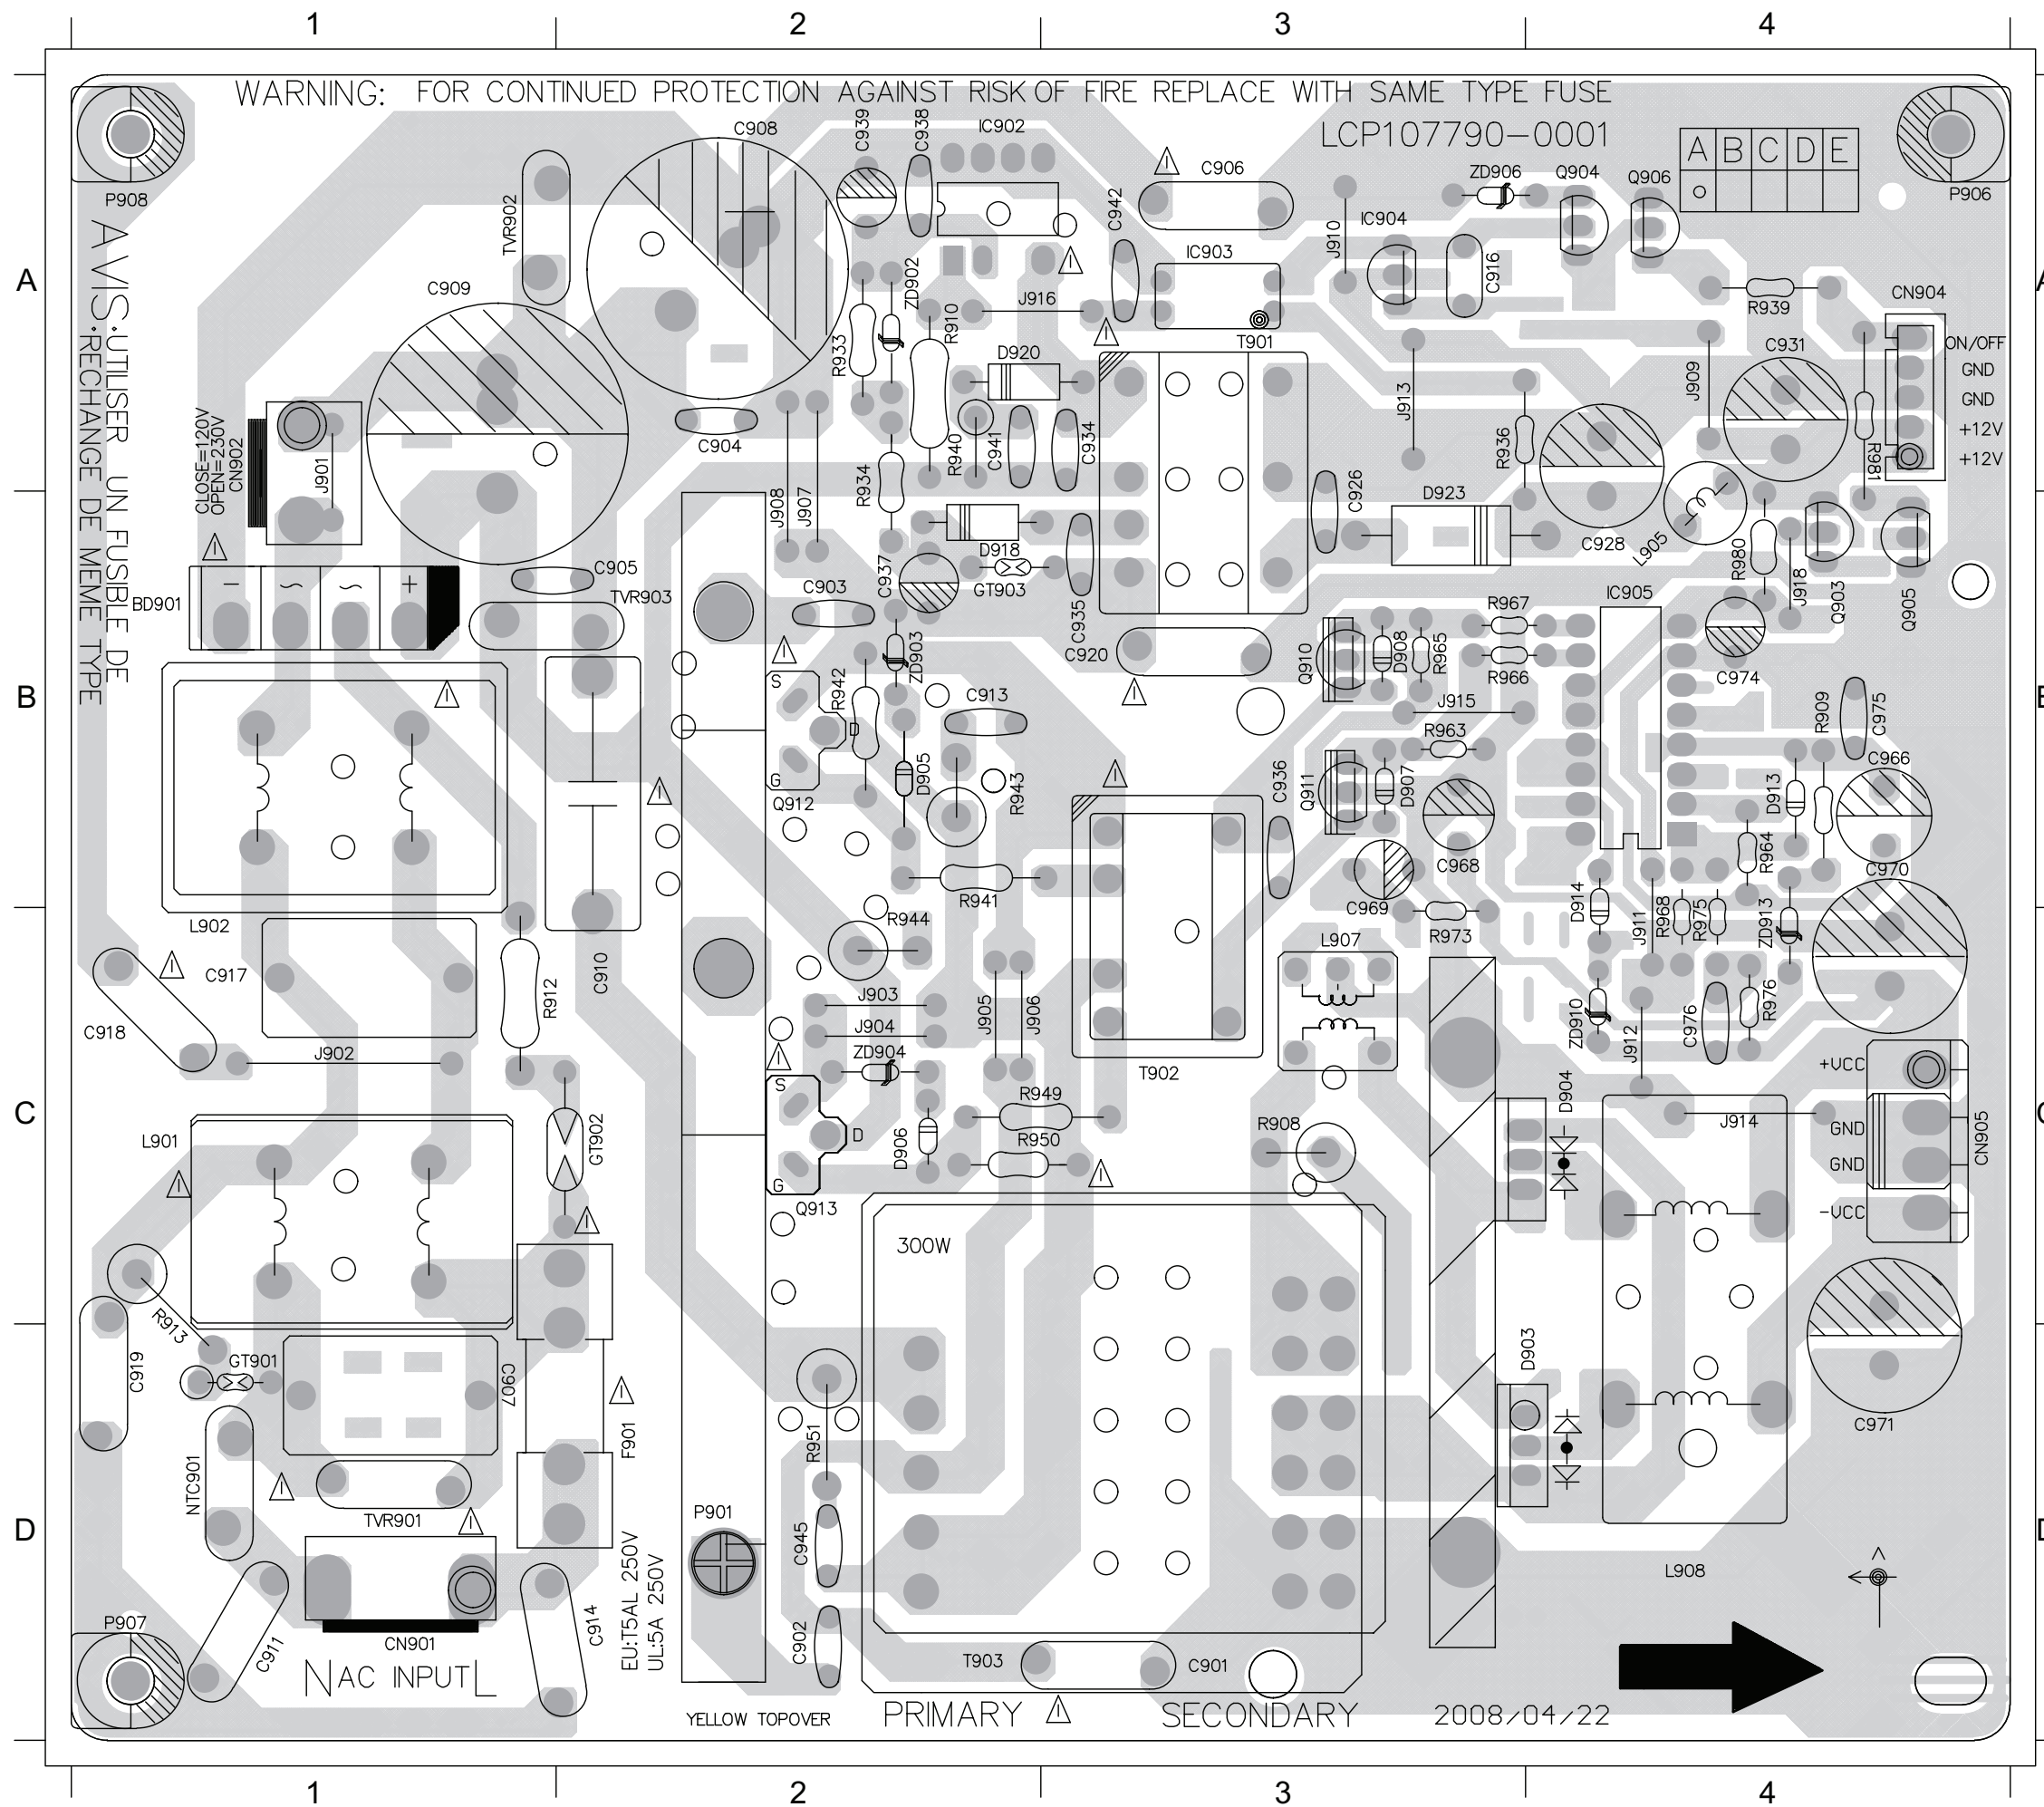 1 2 3 4
WARNING: FOR CONTINUED PROTECTION AGAINST RISK OF FIRE REPLACE WITH SAME TYPE FUSE
LCP107790-0001
A B C D E
P908
TVR902
C908
C939
C938
IC902
C942
C906
J910
IC904
ZD906
Q904
Q906
P906
A
AVIS:UTILISER UN FUSIBLE DE
RECHANGE DE MEME TYPE
C909
ZD902
R933
R910
J916
IC903
C916
R939
CN904
D920
T901
J913
J909
C931
ON/OFF
GND
GND
+12V
+12V
CLOSE=120V
OPEN=230V
CN902
J901
C904
R934
R940
C941
C934
R936
R981
J908
J907
C926
D923
D918
GT903
C937
C935
C928
L905
R980
J918
Q903
Q905
BD901
- ~ ~ +
C905
TVR903
C903
ZD903
C920
Q910
D908
R965
R967
R966
IC905
C974
B
S
D
G
Q912
R942
C913
D905
R943
J915
R963
Q911
D907
C936
C968
R909
C975
C966
D913
R964
R941
C969
C970
L902
C917
C918
R912
C910
R944
R973
D914
J911
R968
R975
ZD913
L907
J903
J904
J905
J906
ZD904
ZD910
J912
C976
R976
J902
T902
+VCC
C
L901
GT902
S
D
G
Q913
D906
R949
R950
R908
D904
J914
GND
GND
-VCC
CN905
300W
R913
C919
GT901
C907
F901
R951
D903
C971
NTC901
TVR901
D
P901
C945
L908
EU:T5AL 250V
UL:5A 250V
P907
C911
CN901
C914
C902
T903
C901
N AC INPUT L
YELLOW TOPOVER
PRIMARY
SECONDARY
2008/04/22
1 2 3 4